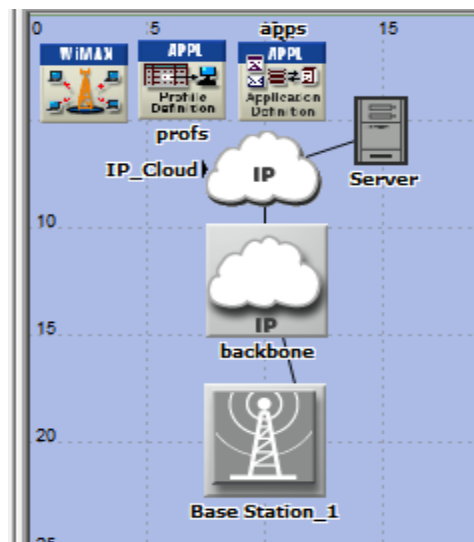 0 5 15
apps
WiMAX
APPL
Profile
Definition
APPL
Application
Definition
profs
IP_Cloud
IP
Server
10
IP
15
backbone
20
Base Station_1